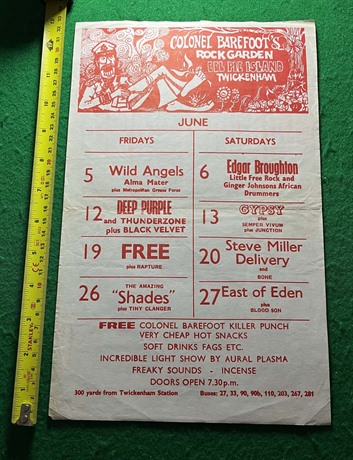 COLONEL BAREFOOT'S
ROCK GARDEN
EEL PIE ISLAND
TWICKENHAM
JUNE
FRIDAYS
SATURDAYS
5 Wild Angels
Alma Mater
plus Metropolitan Greese Force
6 Edgar Broughton
Little Free Rock and
Ginger Johnsons African
Drummers
12 DEEP PURPLE
and THUNDERZONE
plus BLACK VELVET
13 GYPSY
plus
SEMPER VIVUM
plus JUNCTION
19 FREE
plus RAPTURE
20 Steve Miller
Delivery
and
BONE
26 THE AMAZING
"Shades"
plus TINY CLANGER
27 East of Eden
plus
BLOOD SON
FREE COLONEL BAREFOOT KILLER PUNCH
VERY CHEAP HOT SNACKS
SOFT DRINKS FAGS ETC.
INCREDIBLE LIGHT SHOW BY AURAL PLASMA
FREAKY SOUNDS - INCENSE
DOORS OPEN 7.30p.m.
300 yards from Twickenham Station
Buses: 27, 33, 90, 90b, 110, 203, 267, 281
STANLEY